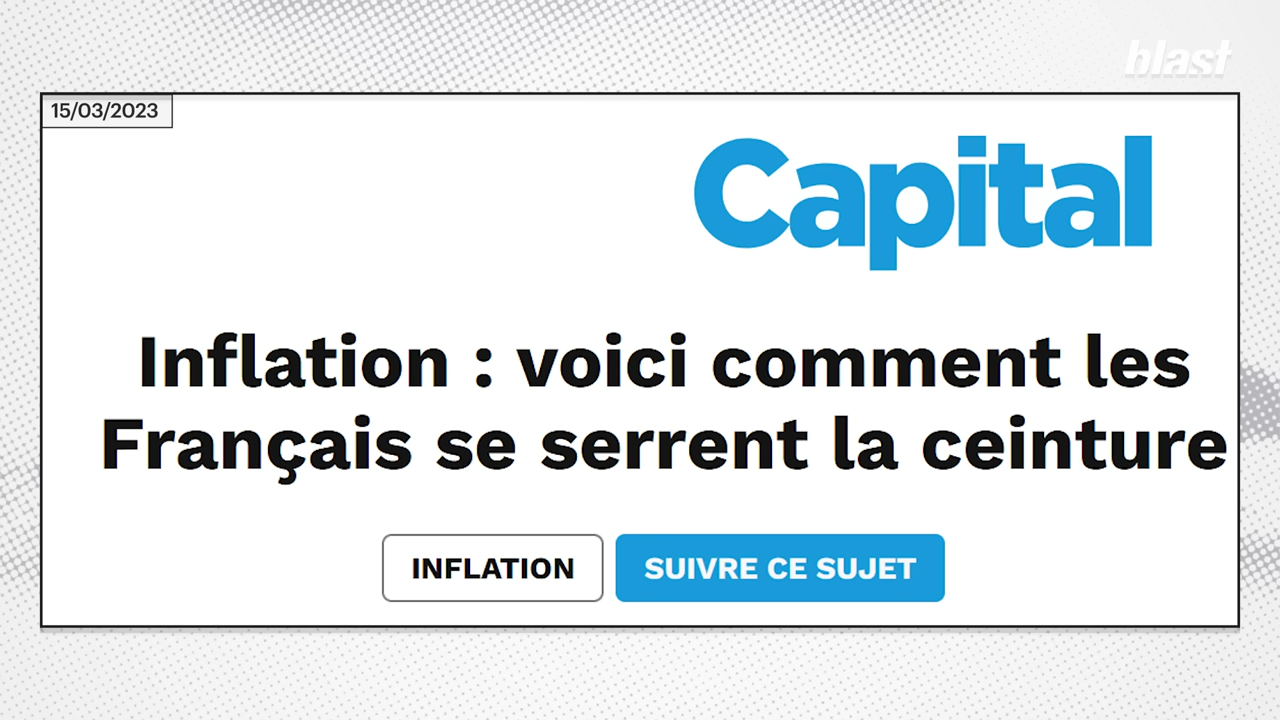 blast
15/03/2023
Capital
Inflation : voici comment les
Français se serrent la ceinture
INFLATION
SUIVRE CE SUJET